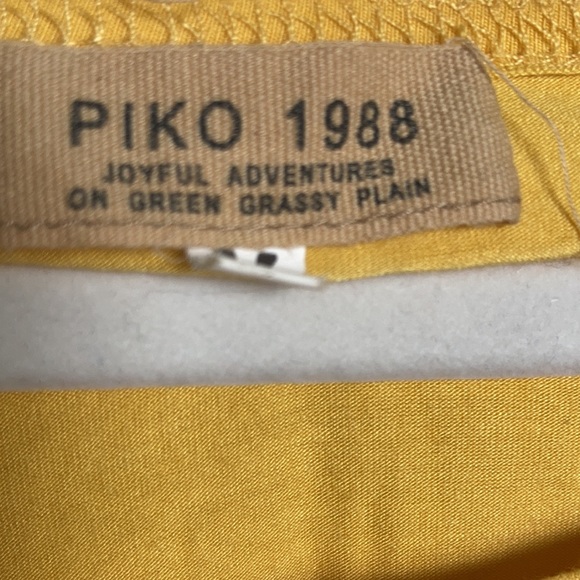 PIKO 1988
JOYFUL ADVENTURES
ON GREEN GRASSY PLAIN